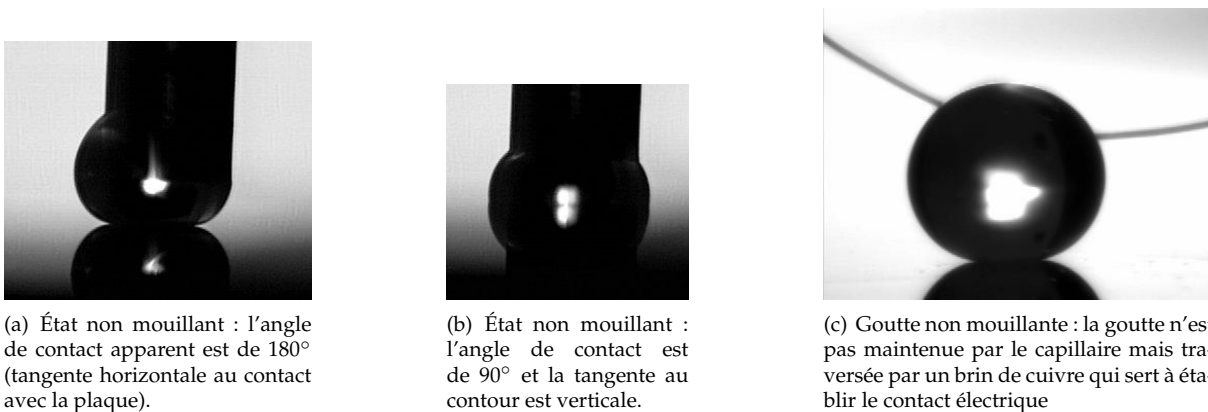 (a) État non mouillant : l'angle
de contact apparent est de 180°
(tangente horizontale au contact
avec la plaque).
(b) État non mouillant :
l'angle de contact est
de 90° et la tangente au
contour est verticale.
(c) Goutte non mouillante : la goutte n'es
pas maintenue par le capillaire mais tra-
versée par un brin de cuivre qui sert à éta-
blir le contact électrique